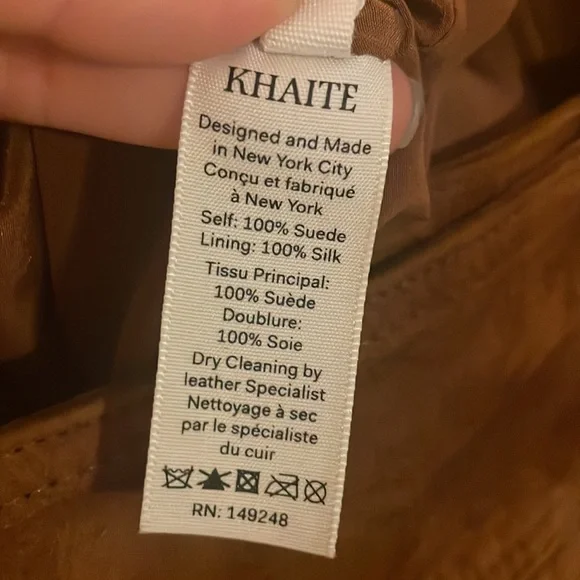 KHAITE
Designed and Made
in New York City
Conçu et fabriqué
à New York
Self: 100% Suede
Lining: 100% Silk
Tissu Principal:
100% Suède
Doublure:
100% Soie
Dry Cleaning by
leather Specialist
Nettoyage à sec
par le spécialiste
du cuir
RN: 149248